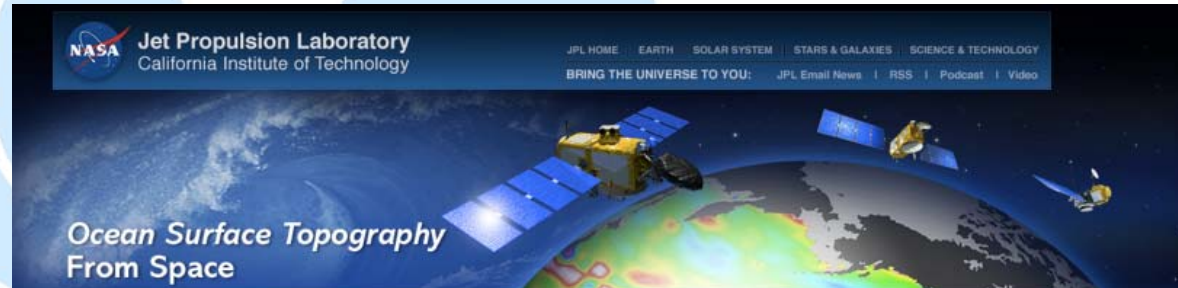 NASA
Jet Propulsion Laboratory
California Institute of Technology
JPL HOME EARTH SOLAR SYSTEM STARS & GALAXIES SCIENCE & TECHNOLOGY
BRING THE UNIVERSE TO YOU: JPL Email News | RSS | Podcast | Video
Ocean Surface Topography
From Space